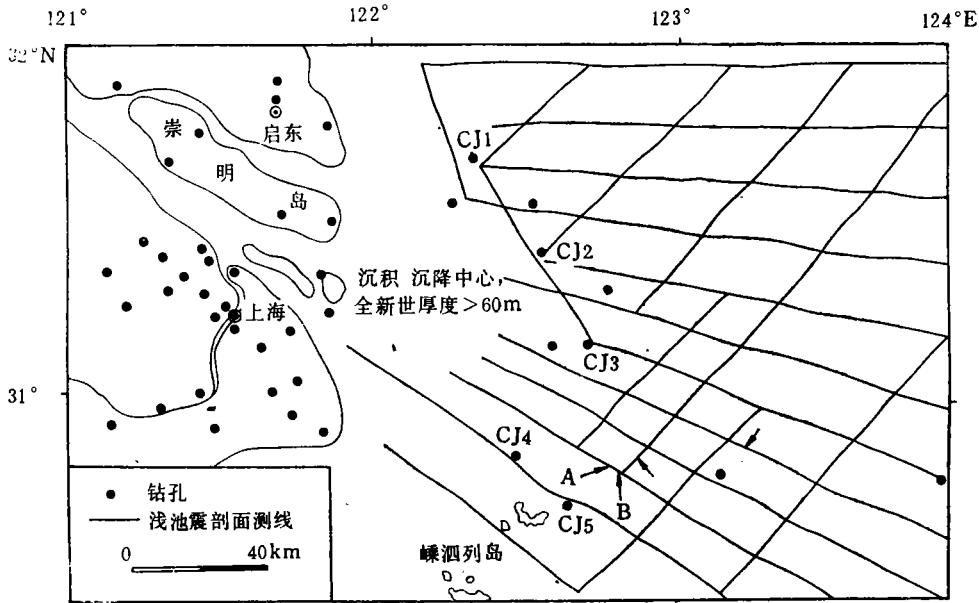 121° 122° 123° 124°E
32°N
崇
明
岛
启东
CJ1
CJ2
沉积 沉降中心,
全新世厚度>60m
上海
CJ3
31°
CJ4
A
B
CJ5
钻孔
浅池震剖面测线
0 40km
嵊泗列岛